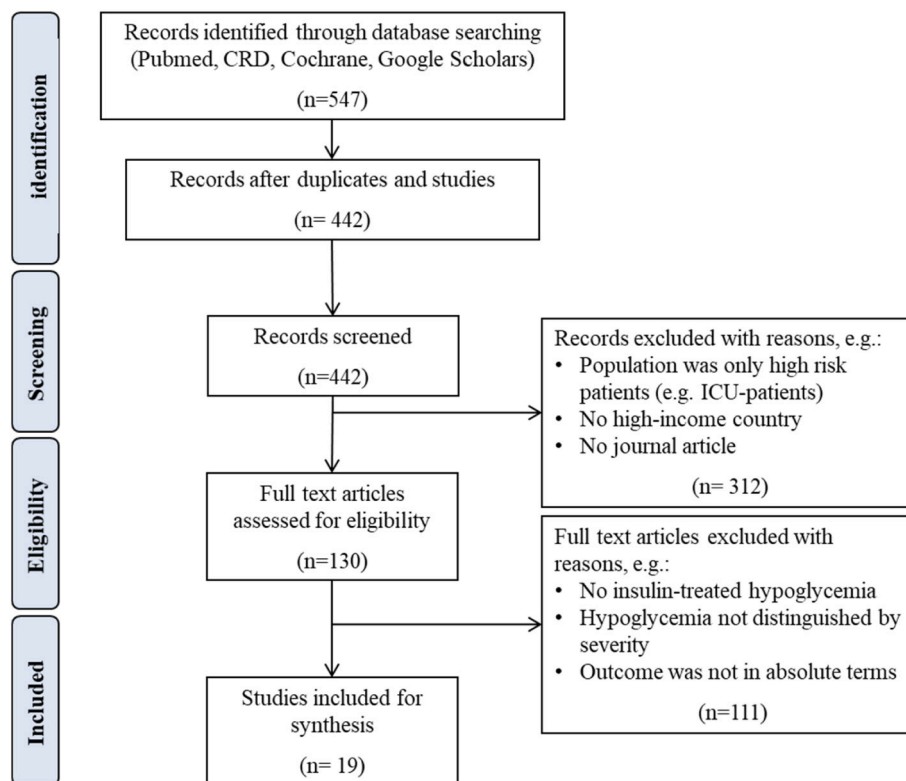 identification
Records identified through database searching
(Pubmed, CRD, Cochrane, Google Scholars)
(n=547)
Records after duplicates and studies
(n= 442)
Screening
Records screened
(n=442)
Records excluded with reasons, e.g.:
• Population was only high risk
patients (e.g. ICU-patients)
• No high-income country
• No journal article
(n= 312)
Eligibility
Full text articles
assessed for eligibility
(n=130)
Full text articles excluded with
reasons, e.g.:
• No insulin-treated hypoglycemia
• Hypoglycemia not distinguished by
severity
• Outcome was not in absolute terms
(n=111)
Included
Studies included for
synthesis
(n= 19)